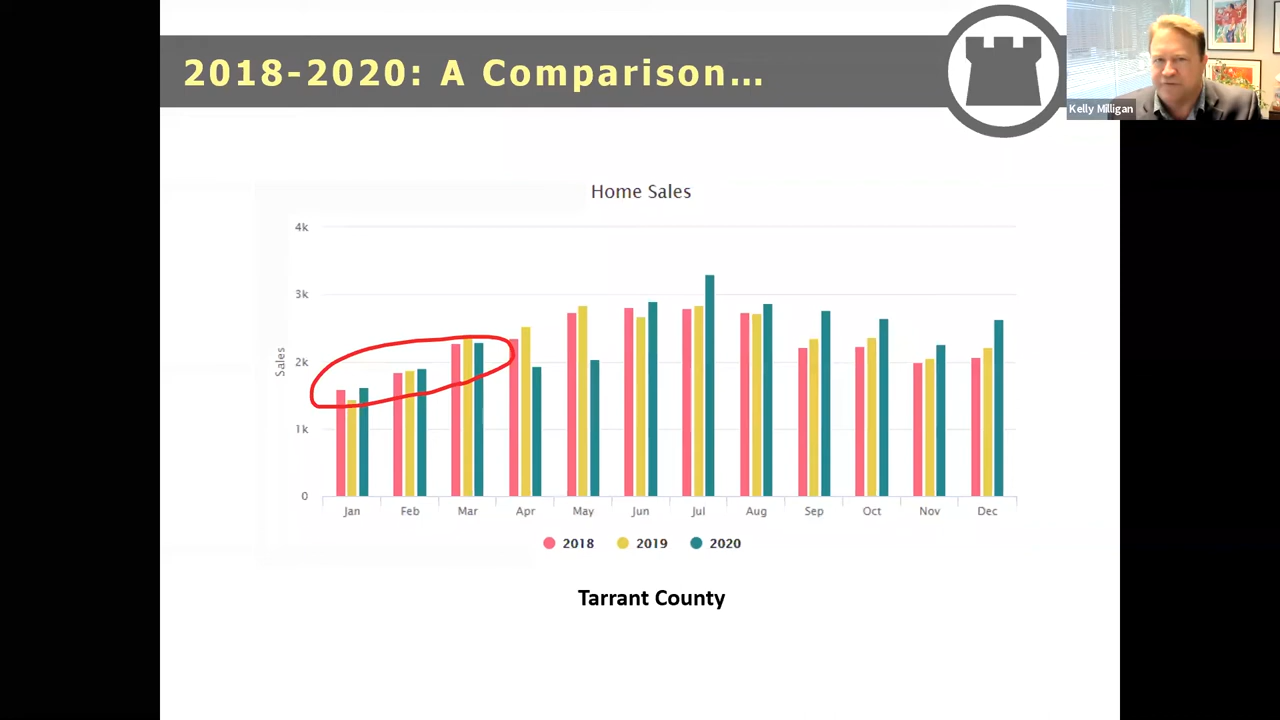 2018-2020: A Comparison…
Kelly Milligan
Home Sales
4k
3k
2k
1k
0
Sales
Jan Feb Mar Apr May Jun Jul Aug Sep Oct Nov Dec
2018 2019 2020
Tarrant County